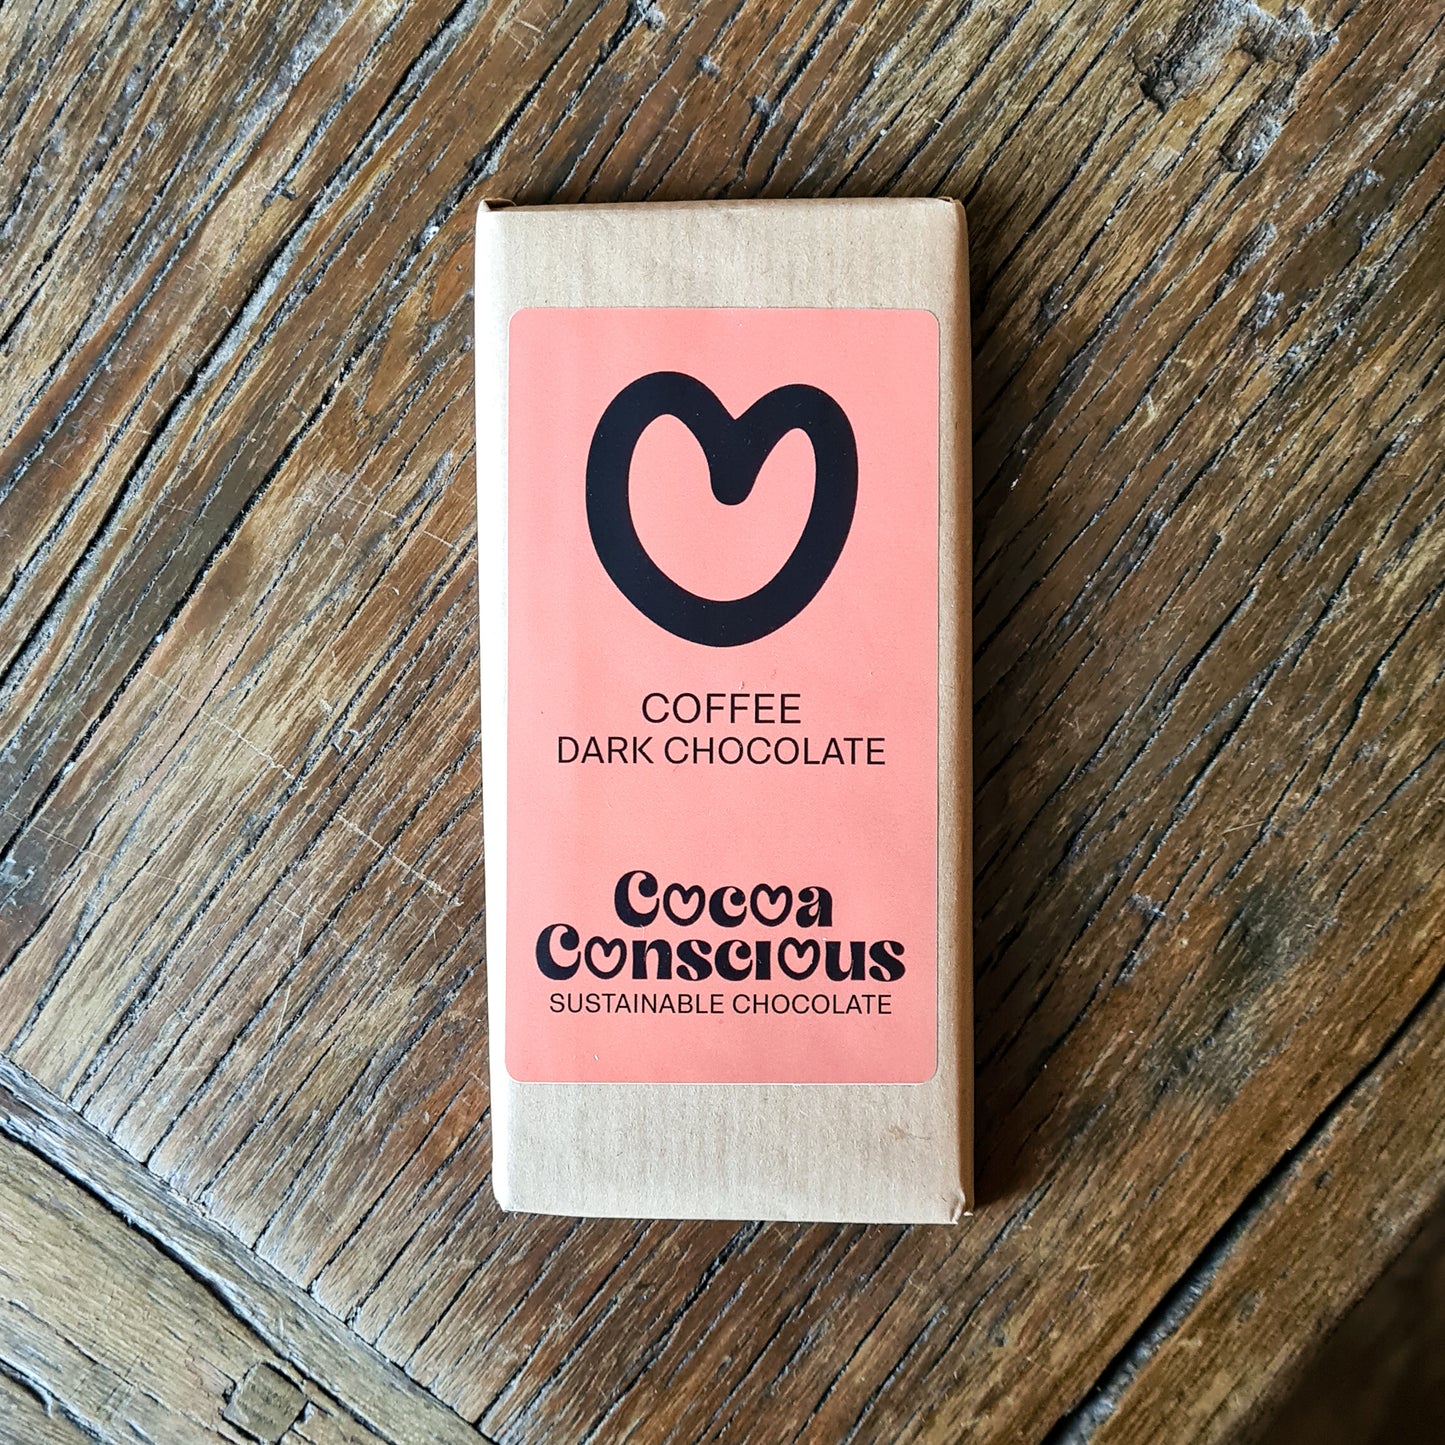 COFFEE
DARK CHOCOLATE
Cocoa
Conscious
SUSTAINABLE CHOCOLATE